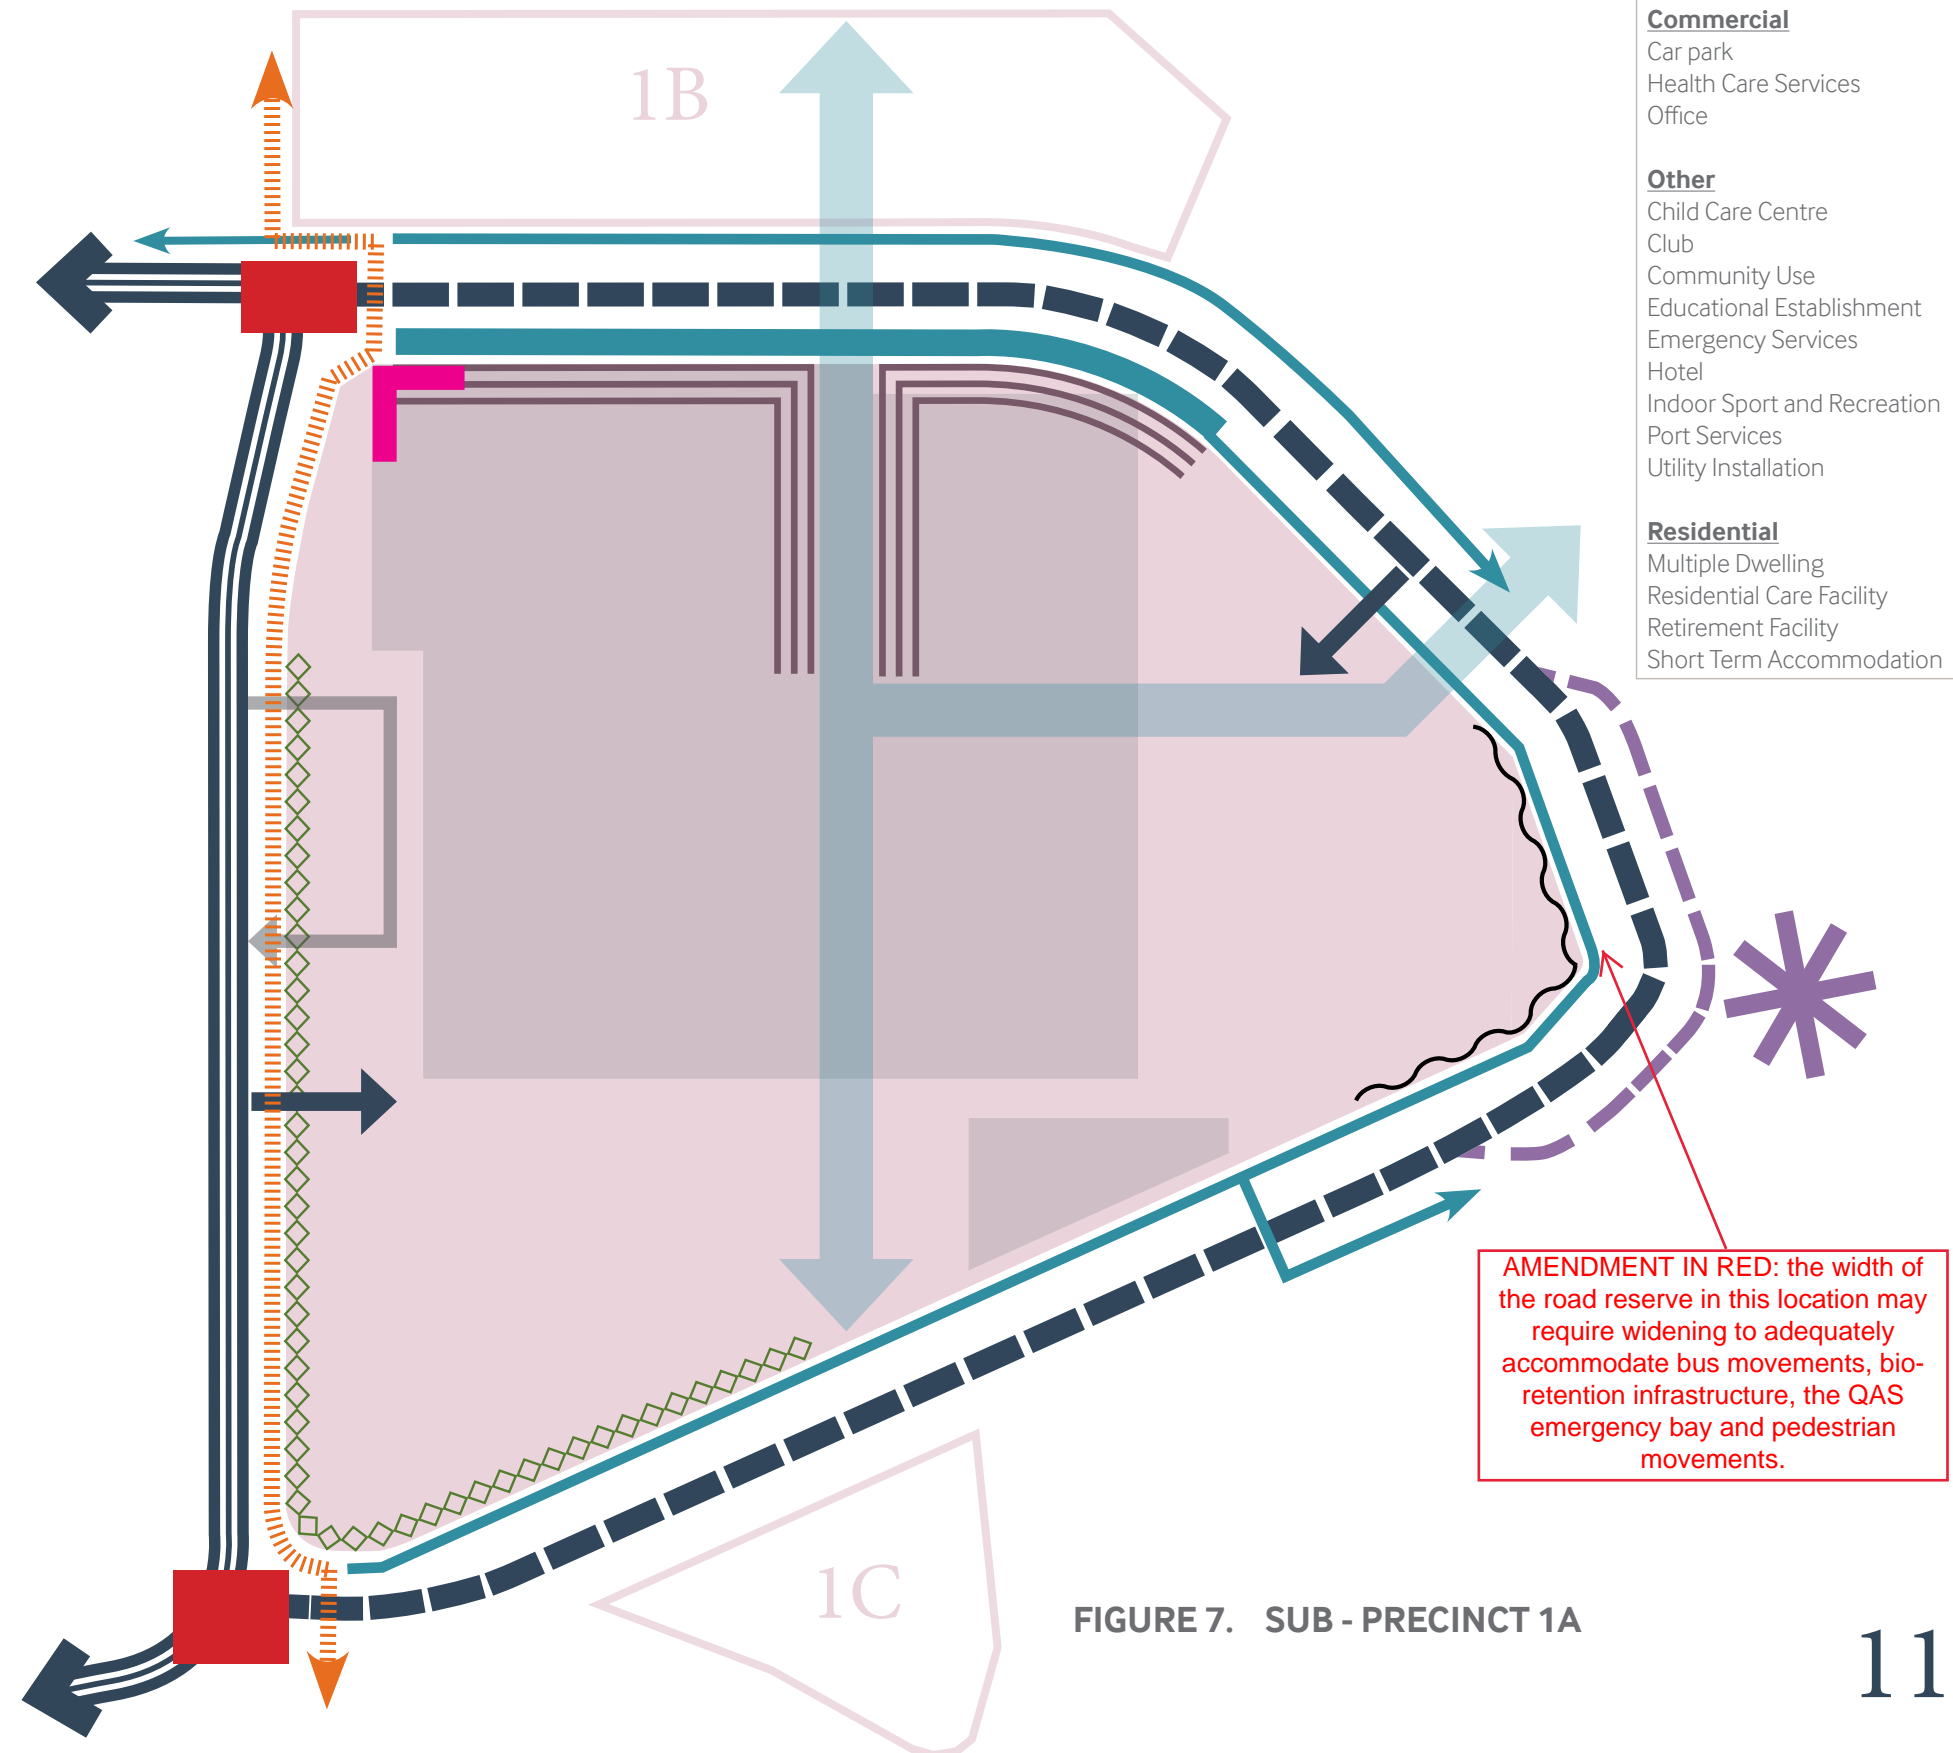 1B
Commercial
Car park
Health Care Services
Office
Other
Child Care Centre
Club
Community Use
Educational Establishment
Emergency Services
Hotel
Indoor Sport and Recreation
Port Services
Utility Installation
Residential
Multiple Dwelling
Residential Care Facility
Retirement Facility
Short Term Accommodation
AMENDMENT IN RED: the width of
the road reserve in this location may
require widening to adequately
accommodate bus movements, bio-
retention infrastructure, the QAS
emergency bay and pedestrian
movements.
1C
FIGURE 7. SUB - PRECINCT 1A
11